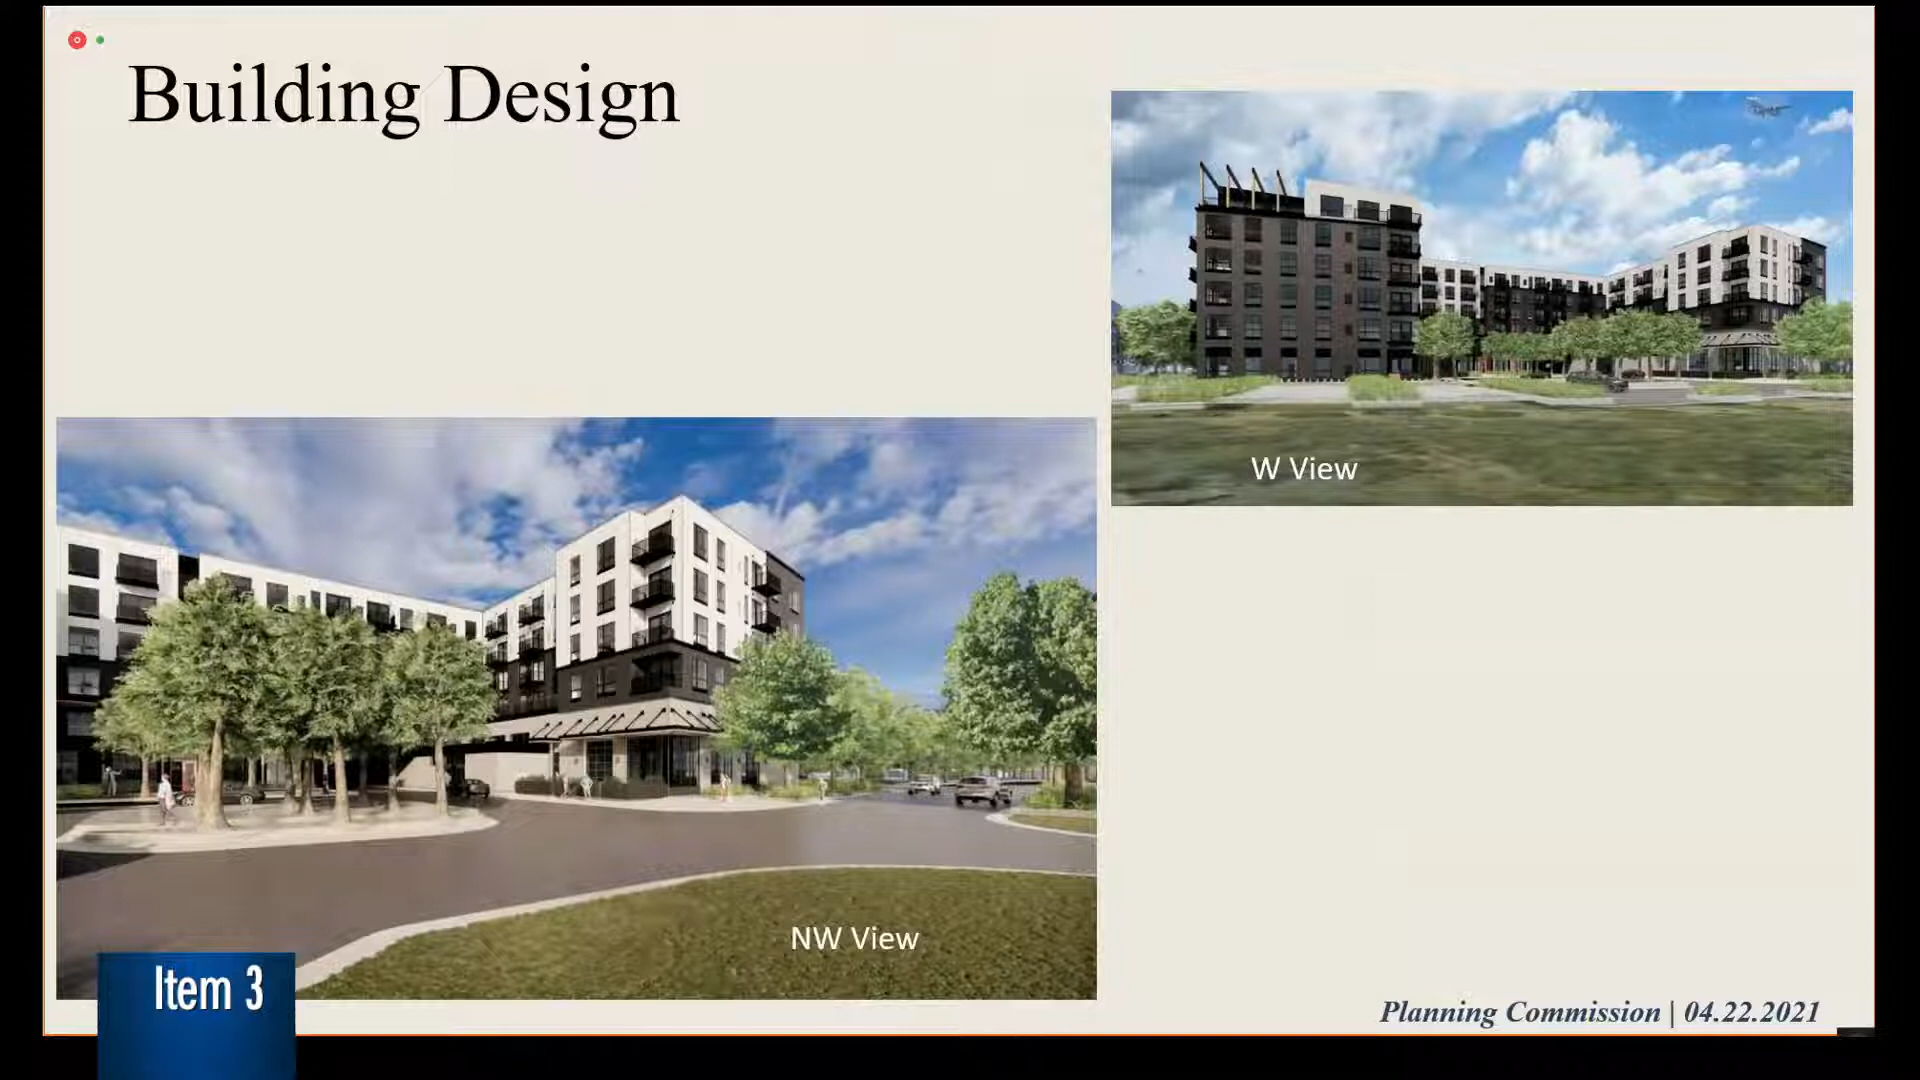 Building Design
W View
NW View
Item 3
Planning Commission | 04.22.2021